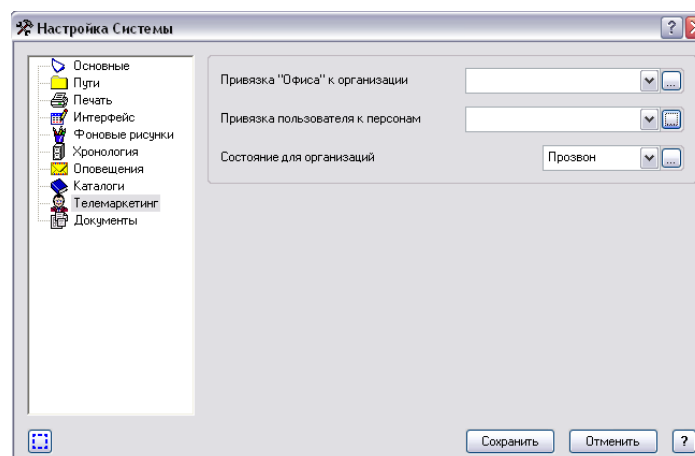 Настройка Системы
?
Основные
Пути
Печать
Интерфейс
Фоновые рисунки
Хронология
Оповещения
Каталоги
Телемаркетинг
Документы
Привязка "Офиса" к организации
...
Привязка пользователя к персонам
...
Состояние для организаций
Прозвон
...
Сохранить
Отменить
?